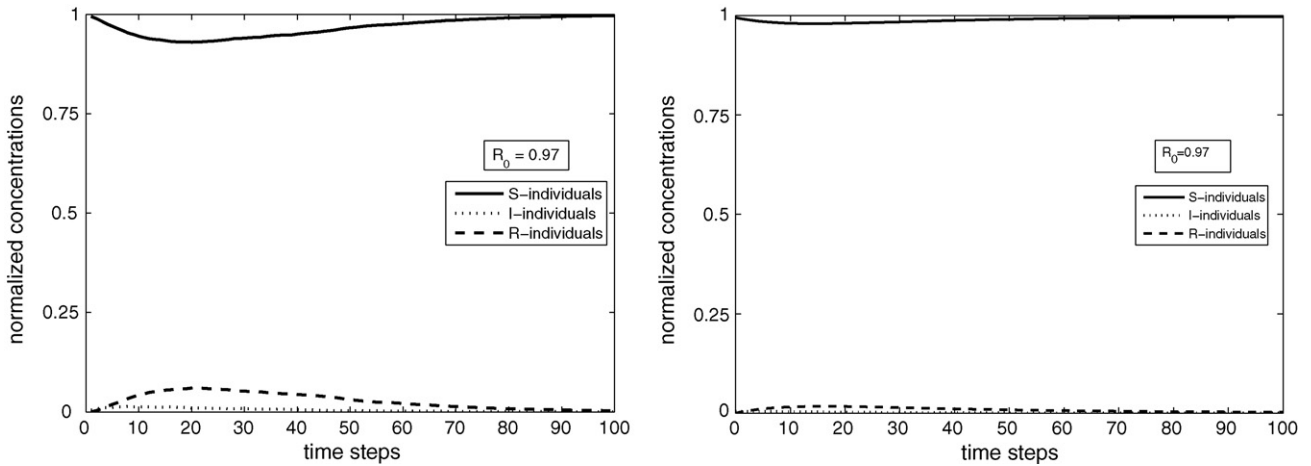 1
0.75
0.5
0.25
0
normalized concentrations
R0 = 0.97
S-individuals
I-individuals
R-individuals
0 10 20 30 40 50 60 70 80 90 100
time steps
1
0.75
0.5
0.25
0
normalized concentrations
R0=0.97
S-individuals
I-individuals
R-individuals
0 10 20 30 40 50 60 70 80 90 100
time steps